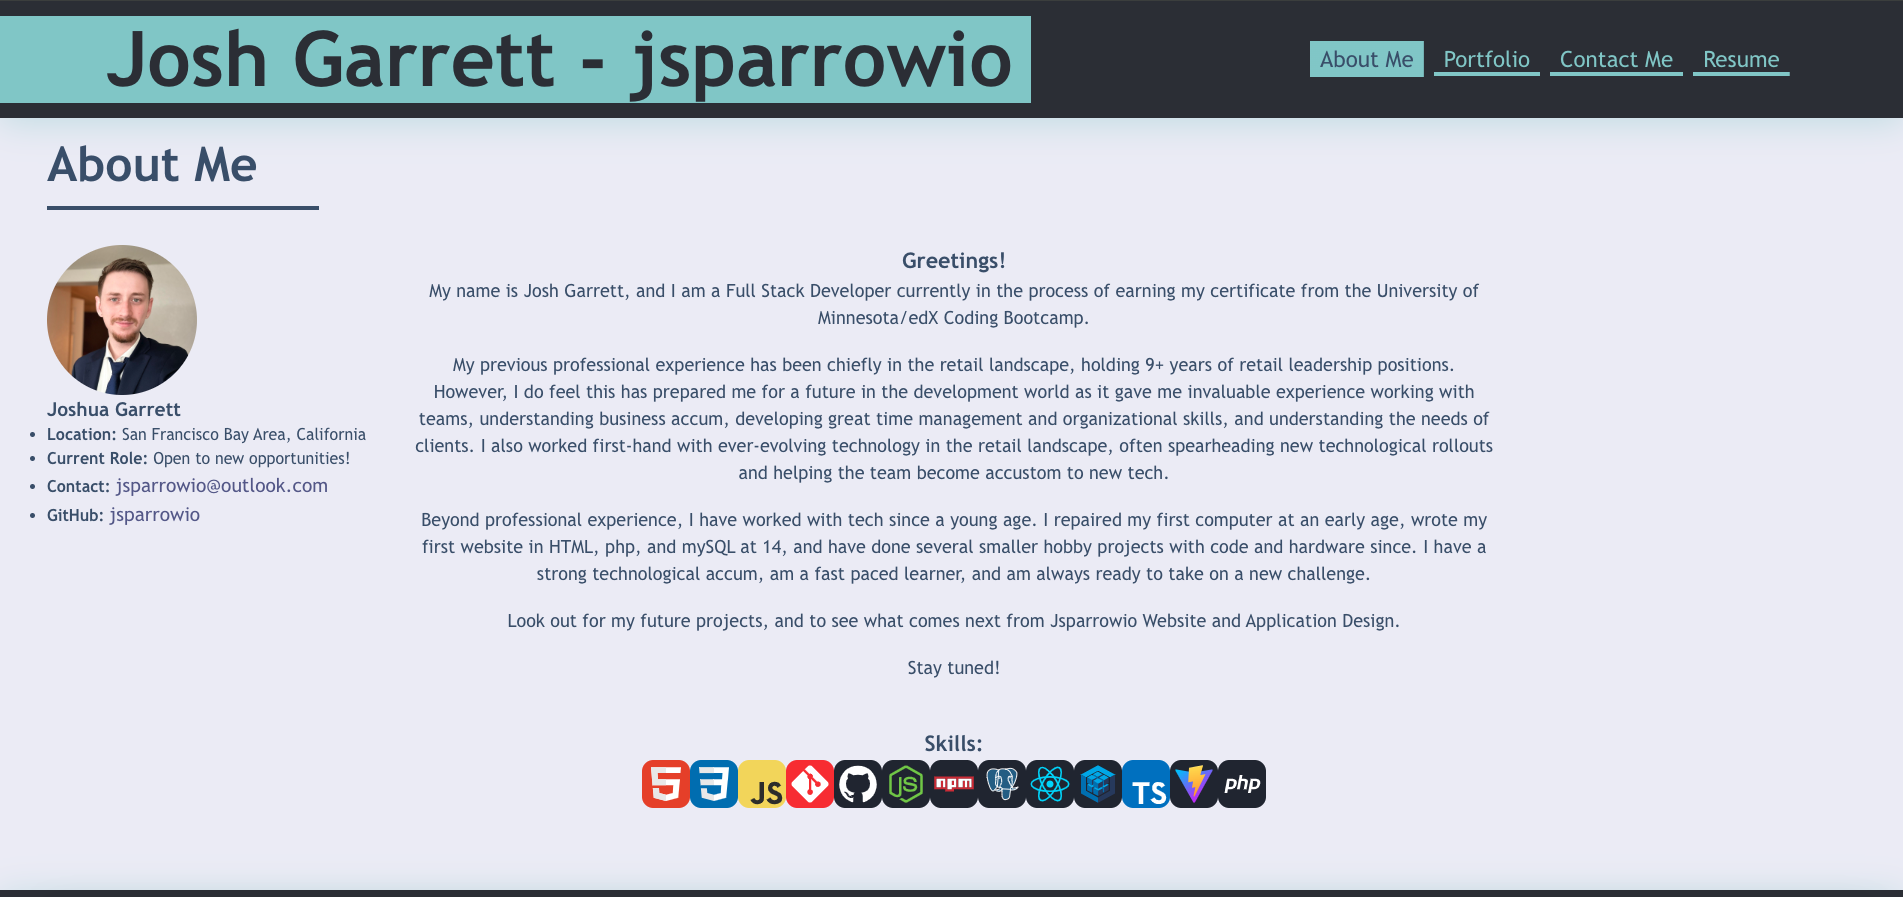 Josh Garrett - jsparrowio
About Me
Portfolio
Contact Me
Resume
About Me
Joshua Garrett
• Location: San Francisco Bay Area, California
• Current Role: Open to new opportunities!
• Contact: jsparrowio@outlook.com
• GitHub: jsparrowio
Greetings!
My name is Josh Garrett, and I am a Full Stack Developer currently in the process of earning my certificate from the University of
Minnesota/edX Coding Bootcamp.
My previous professional experience has been chiefly in the retail landscape, holding 9+ years of retail leadership positions.
However, I do feel this has prepared me for a future in the development world as it gave me invaluable experience working with
teams, understanding business accum, developing great time management and organizational skills, and understanding the needs of
clients. I also worked first-hand with ever-evolving technology in the retail landscape, often spearheading new technological rollouts
and helping the team become accustom to new tech.
Beyond professional experience, I have worked with tech since a young age. I repaired my first computer at an early age, wrote my
first website in HTML, php, and mySQL at 14, and have done several smaller hobby projects with code and hardware since. I have a
strong technological accum, am a fast paced learner, and am always ready to take on a new challenge.
Look out for my future projects, and to see what comes next from Jsparrowio Website and Application Design.
Stay tuned!
Skills:
JS JS npm TS php